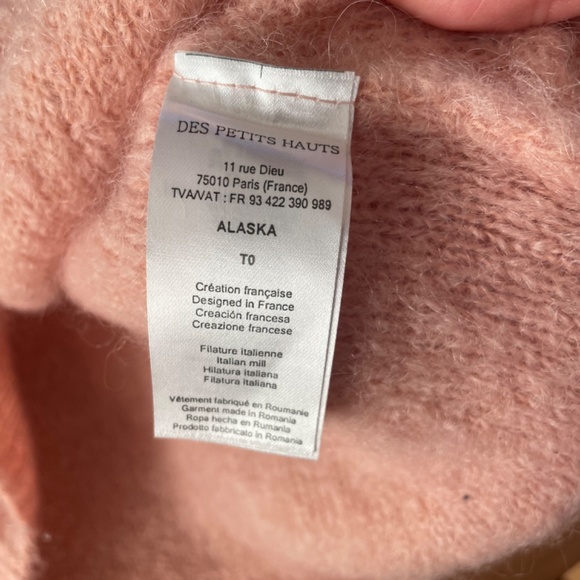 DES PETITS HAUTS
11 rue Dieu
75010 Paris (France)
TVA/VAT : FR 93 422 390 989
ALASKA
T0
Création française
Designed in France
Creación francesa
Creazione francese
Filature italienne
Italian mill
Hilatura italiana
Filatura italiana
Vêtement fabriqué en Roumanie
Garment made in Romania
Ropa hecha en Rumania
Prodotto fabbricato in Romania